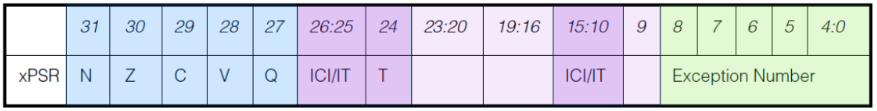 31 30 29 28 27 26:25 24 23:20 19:16 15:10 9 8 7 6 5 4:0
xPSR N Z C V Q ICI/IT T ICI/IT Exception Number